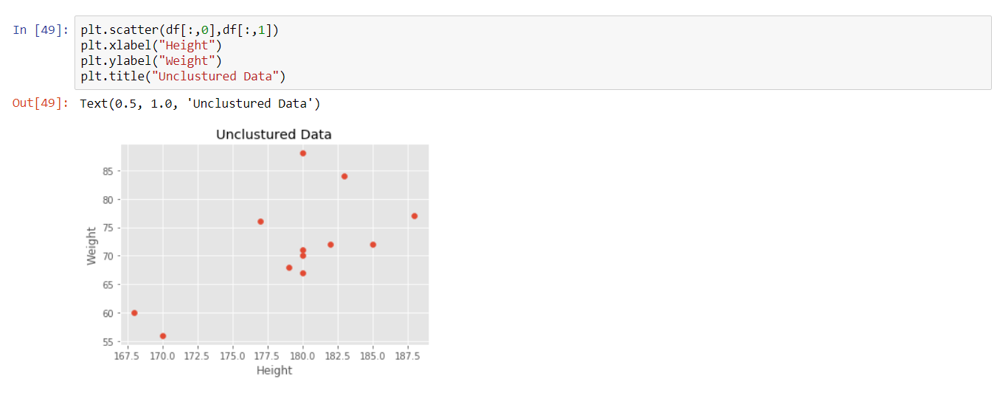 In [49]: plt.scatter(df[:,0],df[:,1])
plt.xlabel("Height")
plt.ylabel("Weight")
plt.title("Unclustured Data")
Out[49]: Text(0.5, 1.0, 'Unclustured Data')
Unclustured Data
85
80
75
70
65
60
55
Weight
167.5 170.0 172.5 175.0 177.5 180.0 182.5 185.0 187.5
Height